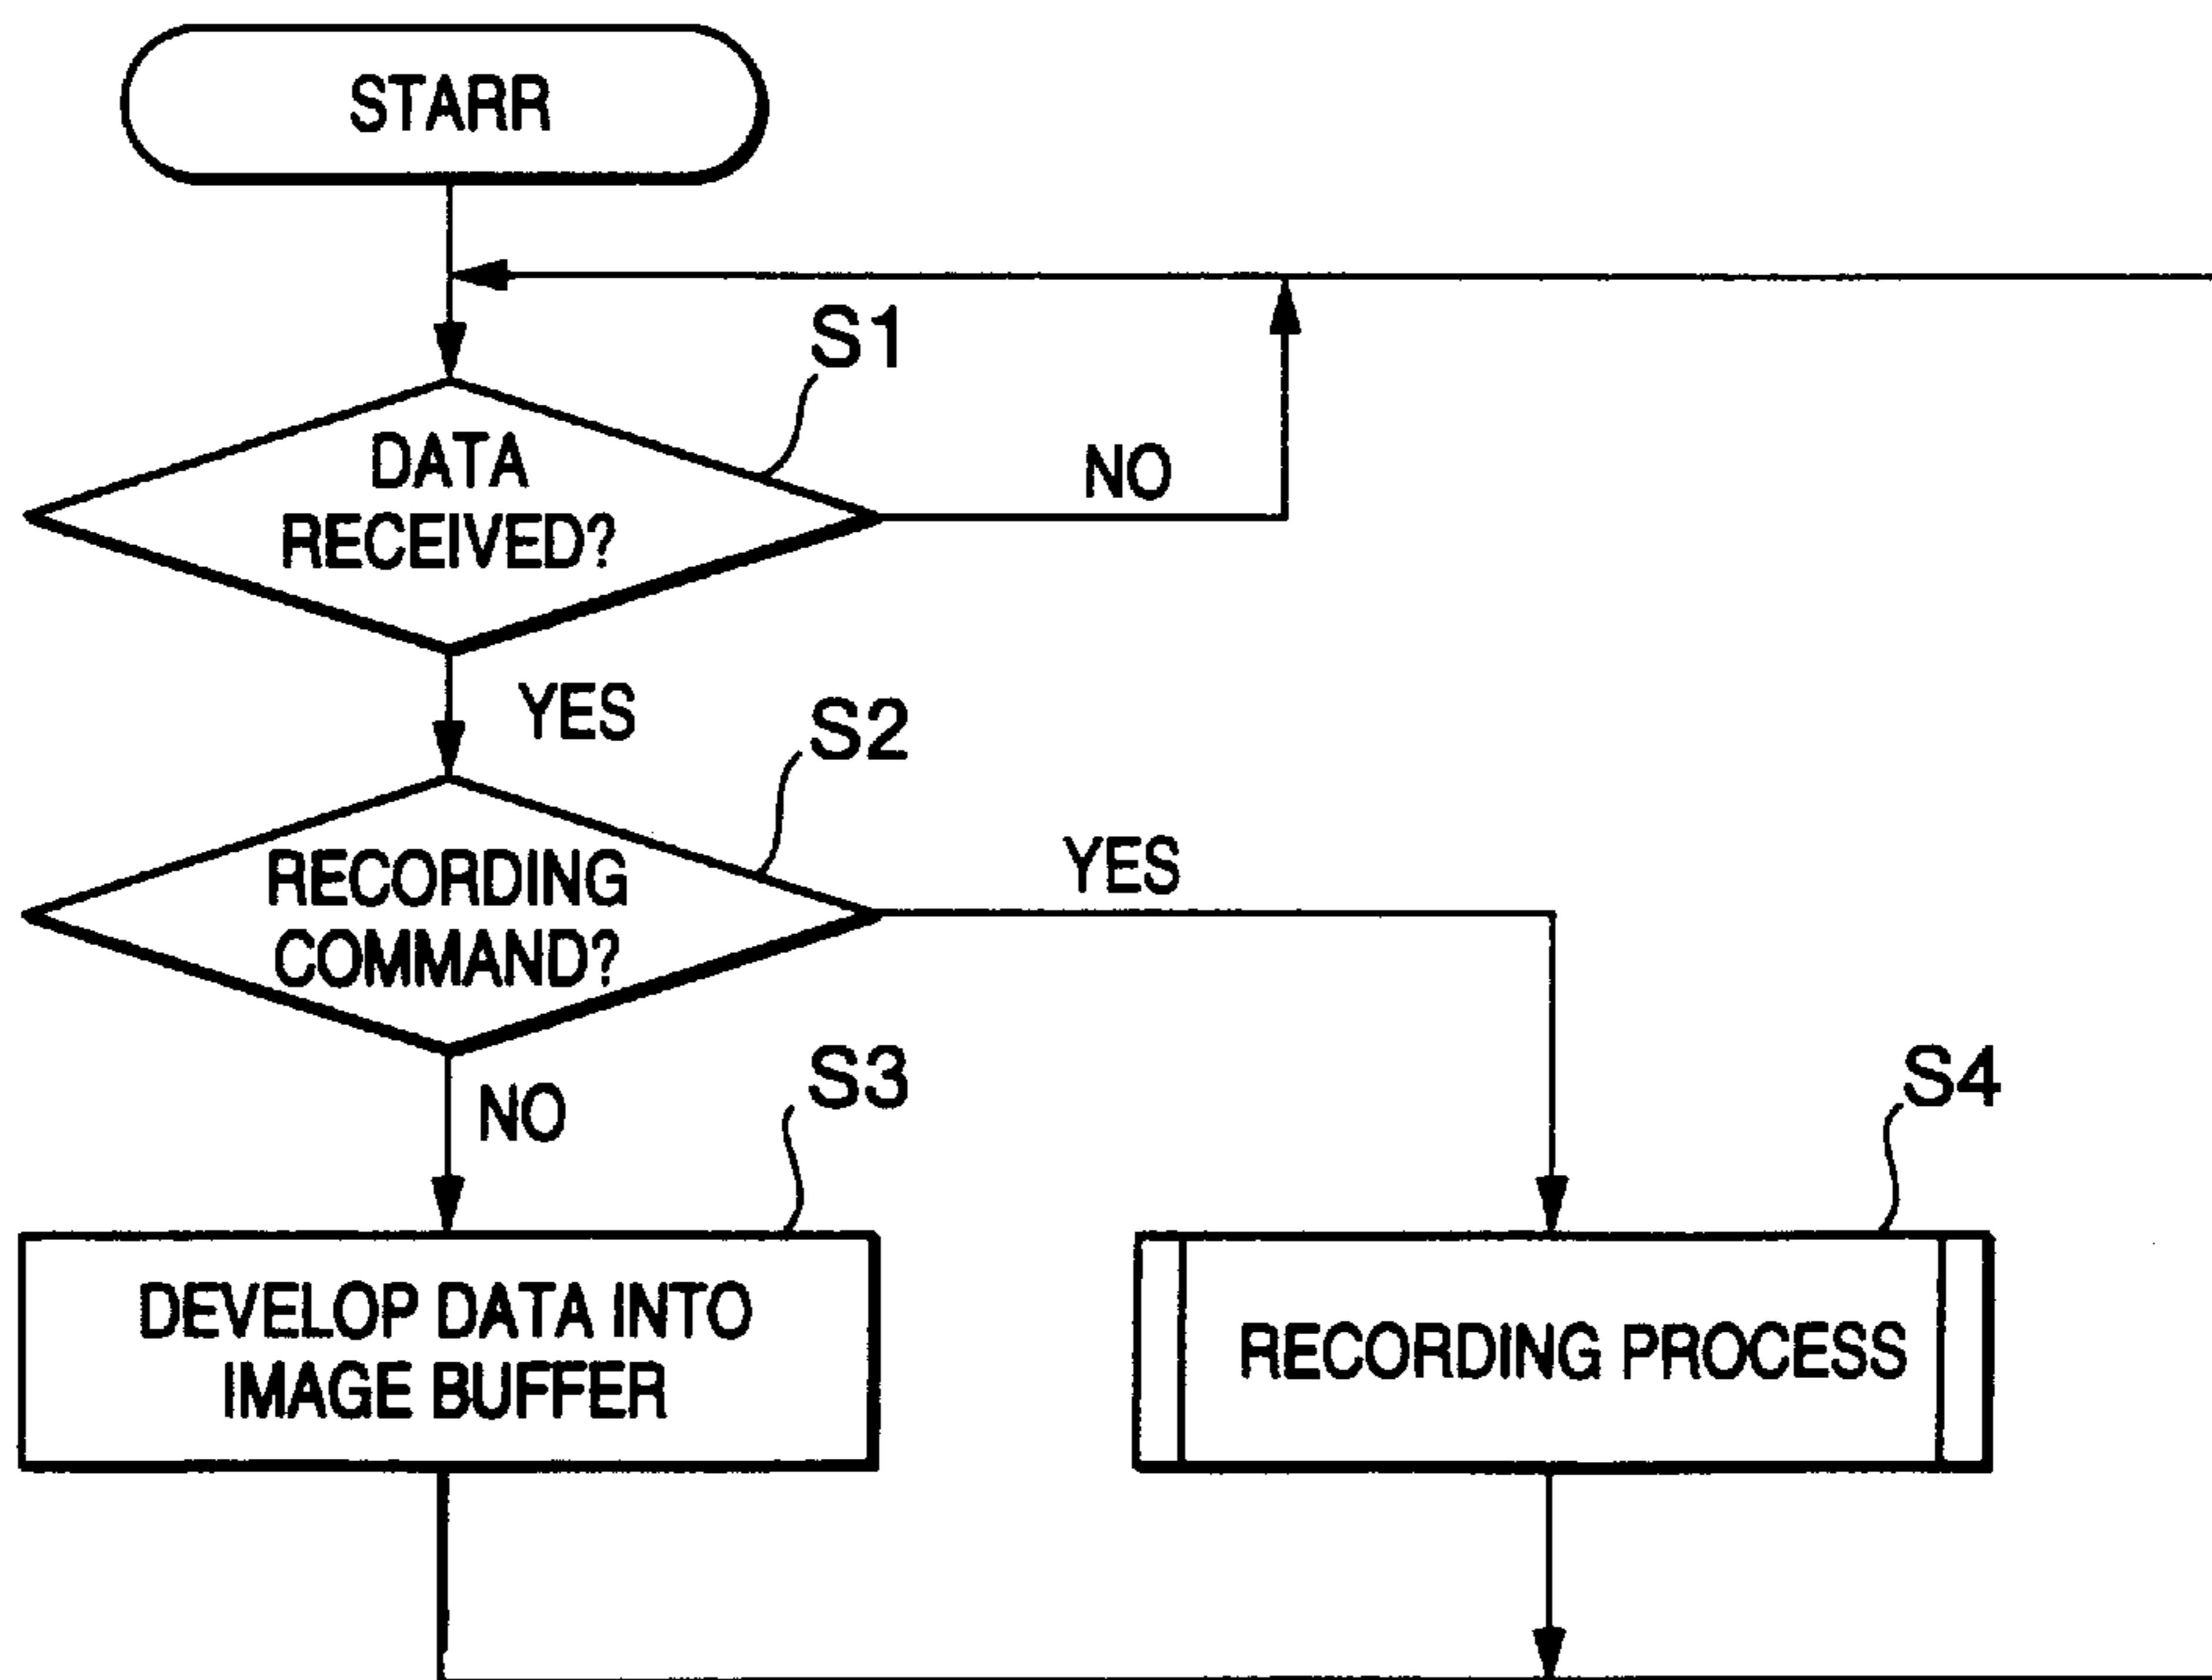 STARR
S1
DATA
RECEIVED?
NO
YES
S2
RECORDING
COMMAND?
YES
NO
S3
S4
DEVELOP DATA INTO
IMAGE BUFFER
RECORDING PROCESS